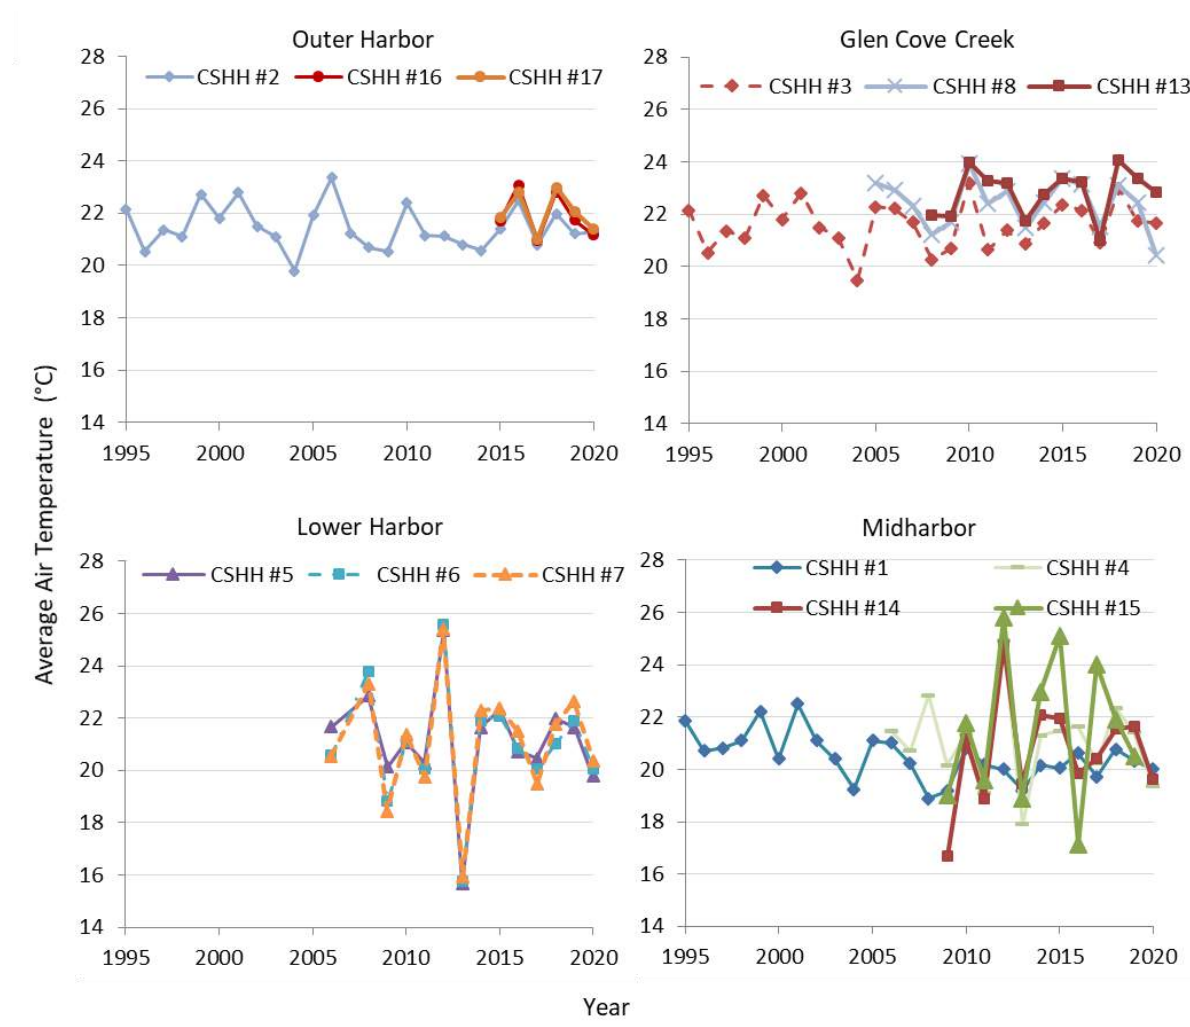 Outer Harbor
28
CSHH #2 CSHH #16 CSHH #17
26
24
22
20
18
16
14
1995 2000 2005 2010 2015 2020
Glen Cove Creek
28
CSHH #3 CSHH #8 CSHH #13
26
24
22
20
18
16
14
1995 2000 2005 2010 2015 2020
Average Air Temperature (°C)
Lower Harbor
28
CSHH #5 CSHH #6 CSHH #7
26
24
22
20
18
16
14
1995 2000 2005 2010 2015 2020
Midharbor
28
CSHH #1 CSHH #4
CSHH #14 CSHH #15
26
24
22
20
18
16
14
1995 2000 2005 2010 2015 2020
Year